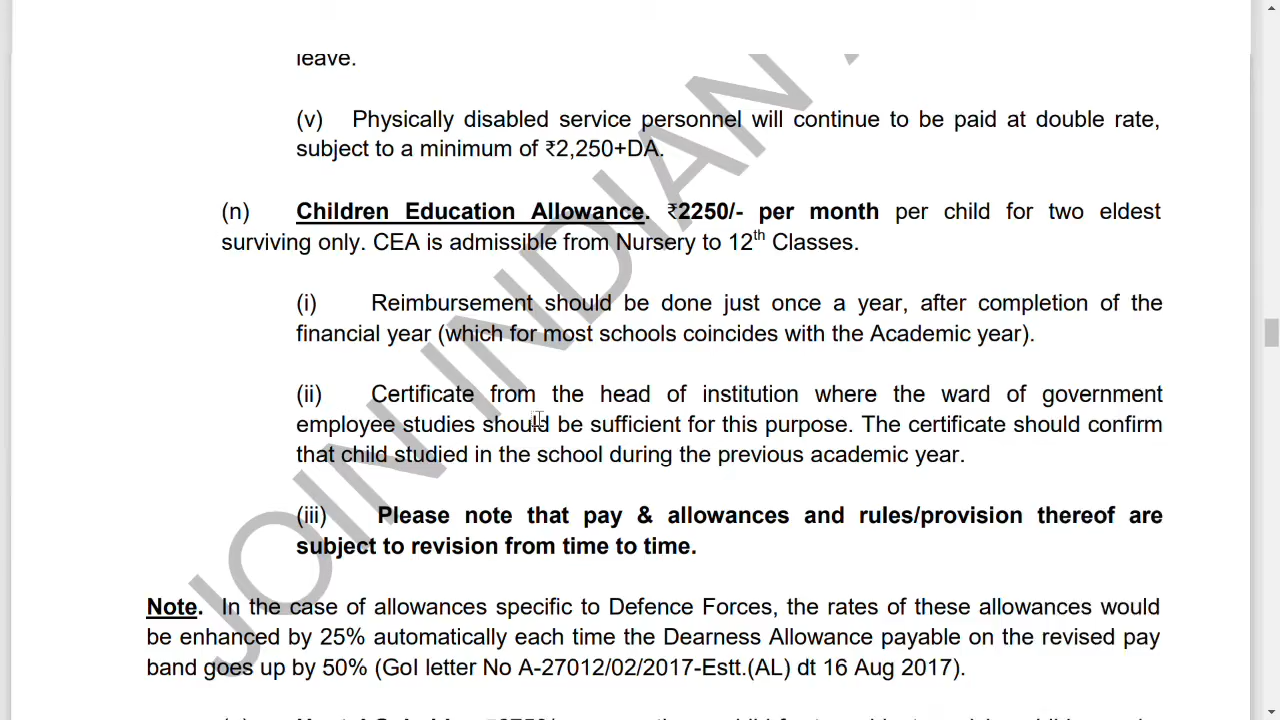 leave.
(v) Physically disabled service personnel will continue to be paid at double rate,
subject to a minimum of ₹2,250+DA.
(n) Children Education Allowance. ₹2250/- per month per child for two eldest
surviving only. CEA is admissible from Nursery to 12th Classes.
(i) Reimbursement should be done just once a year, after completion of the
financial year (which for most schools coincides with the Academic year).
(ii) Certificate from the head of institution where the ward of government
employee studies should be sufficient for this purpose. The certificate should confirm
that child studied in the school during the previous academic year.
(iii) Please note that pay & allowances and rules/provision thereof are
subject to revision from time to time.
Note. In the case of allowances specific to Defence Forces, the rates of these allowances would
be enhanced by 25% automatically each time the Dearness Allowance payable on the revised pay
band goes up by 50% (GoI letter No A-27012/02/2017-Estt.(AL) dt 16 Aug 2017).
JOIN INDIAN